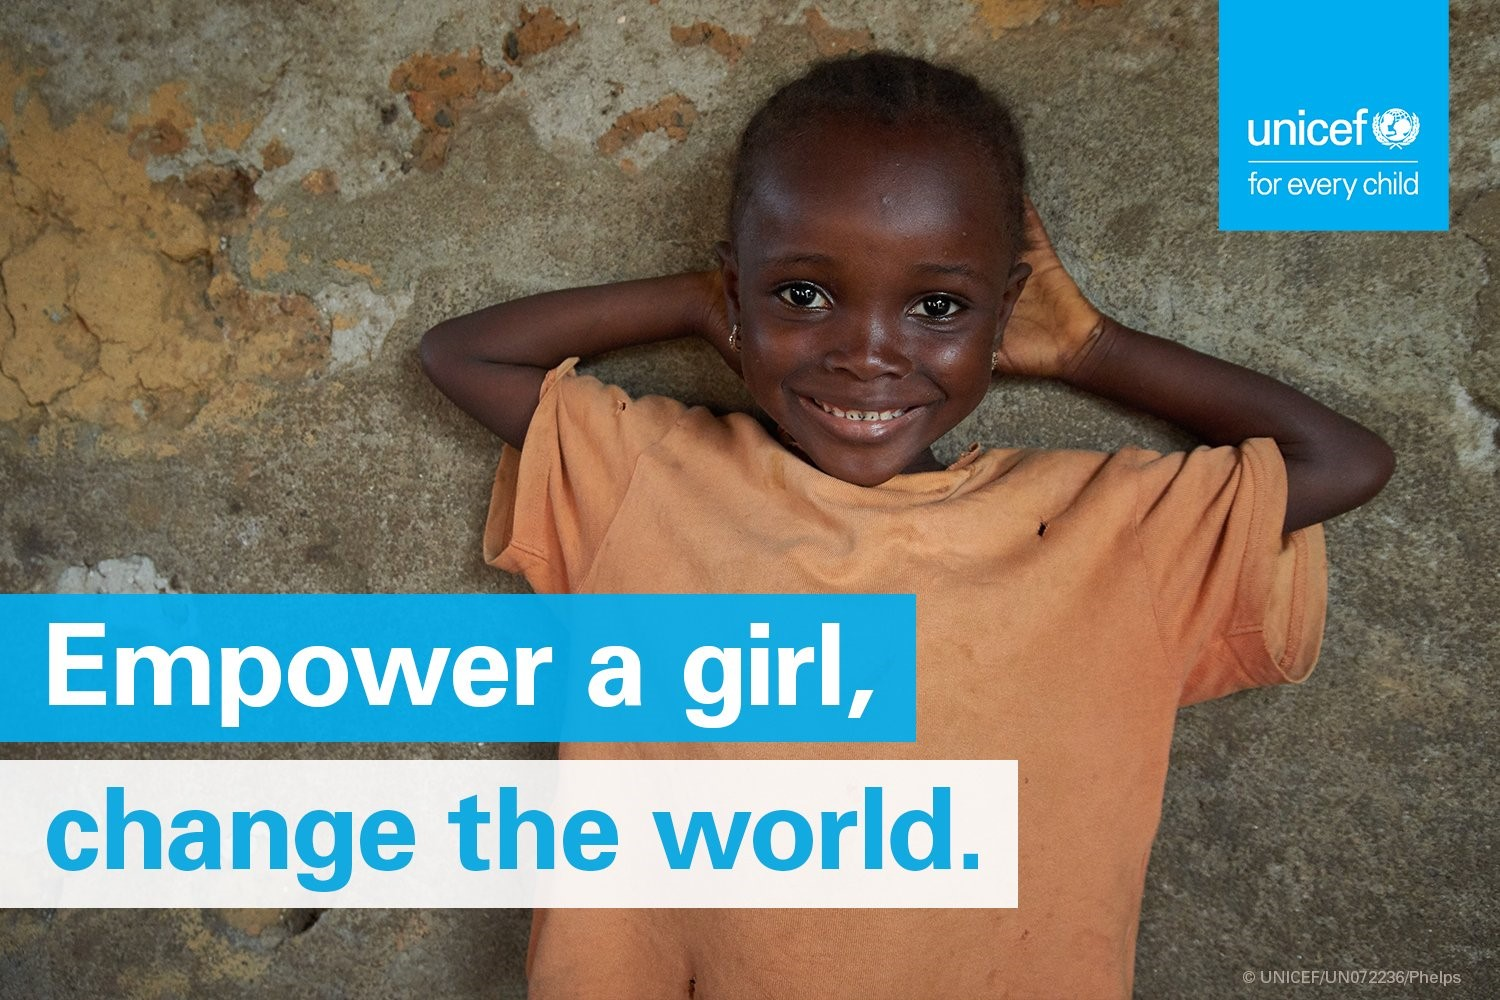 unicef
for every child
Empower a girl,
change the world.
© UNICEF/UN072236/Phelps